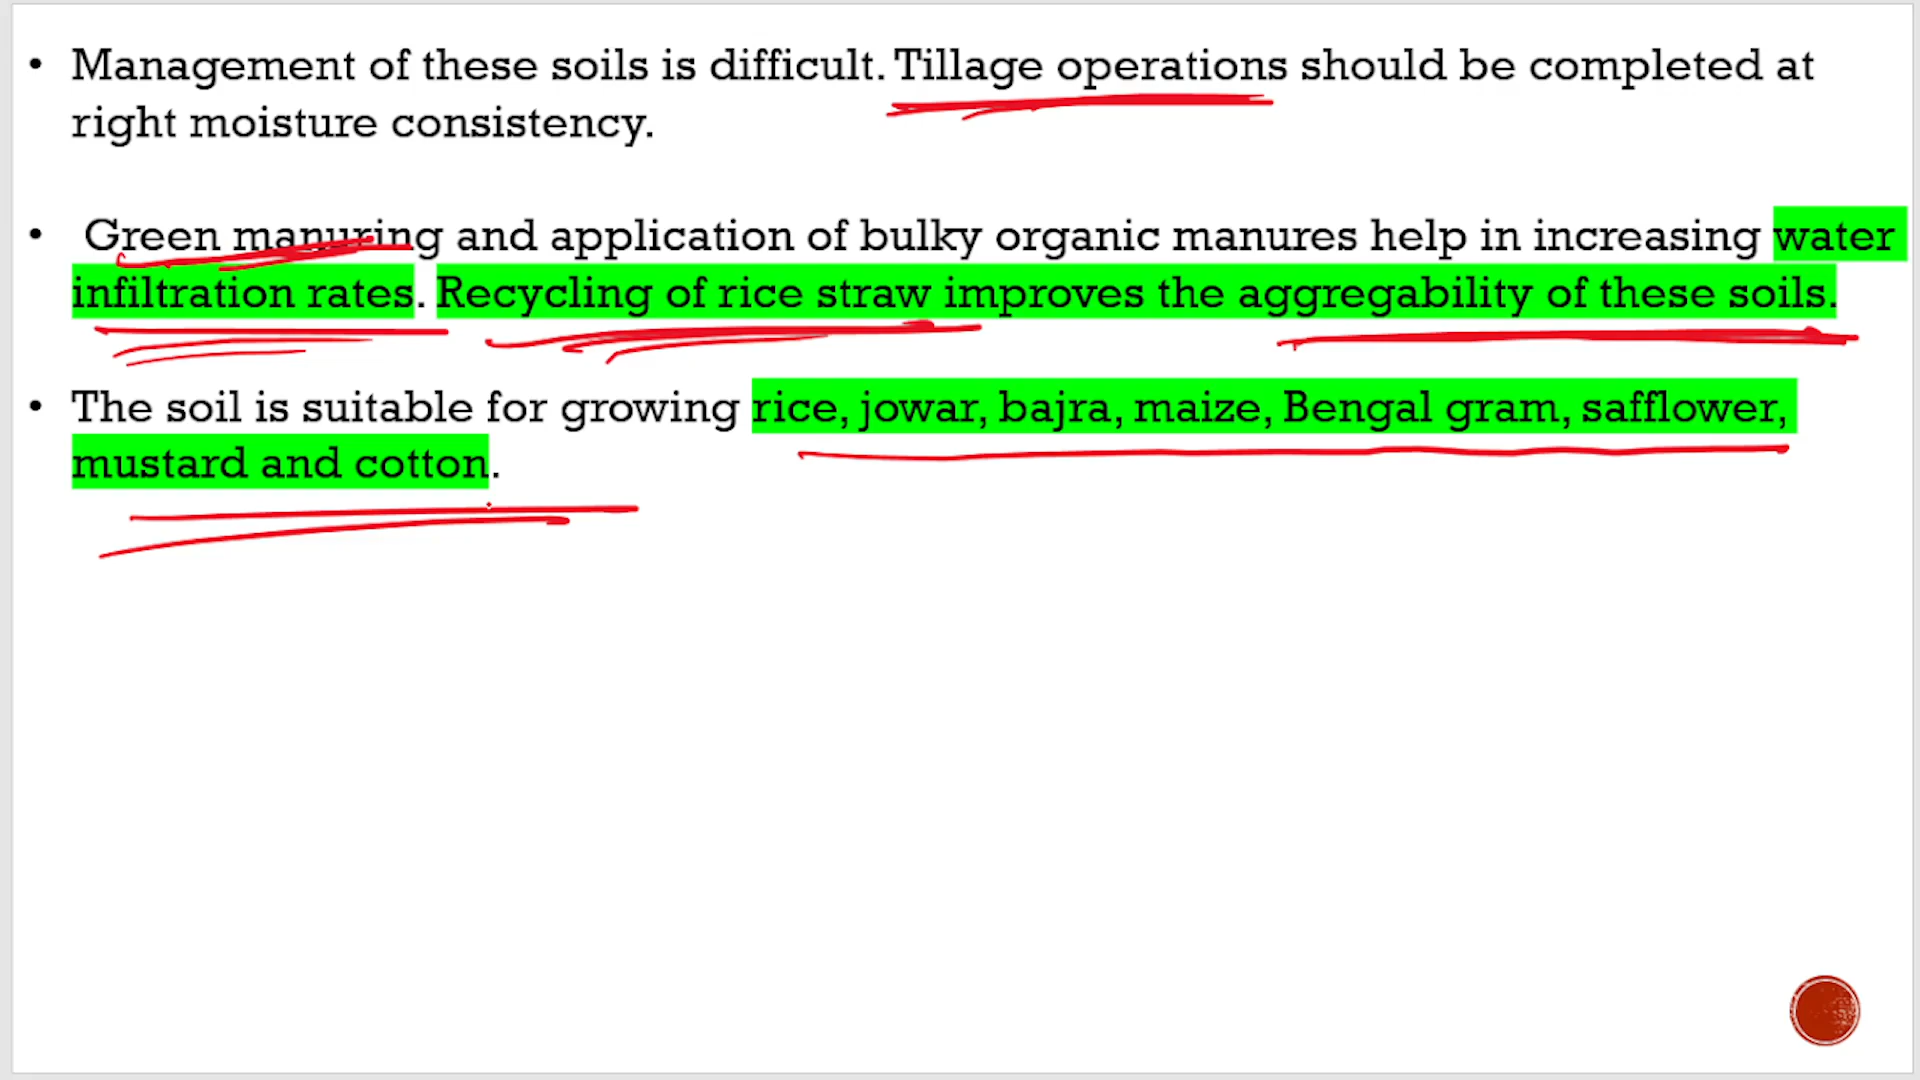 • Management of these soils is difficult. Tillage operations should be completed at
right moisture consistency.
• Green manuring and application of bulky organic manures help in increasing water
infiltration rates. Recycling of rice straw improves the aggregability of these soils.
• The soil is suitable for growing rice, jowar, bajra, maize, Bengal gram, safflower,
mustard and cotton.